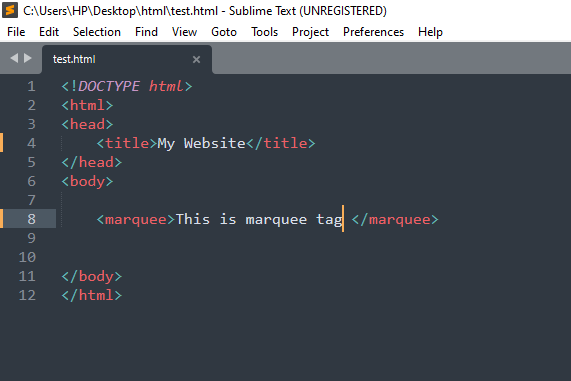 C:\Users\HP\Desktop\html\test.html - Sublime Text (UNREGISTERED)
File Edit Selection Find View Goto Tools Project Preferences Help
test.html ×
1 <!DOCTYPE html>
2 <html>
3 <head>
4     <title>My Website</title>
5 </head>
6 <body>
7
8     <marquee>This is marquee tag </marquee>
9
10
11 </body>
12 </html>